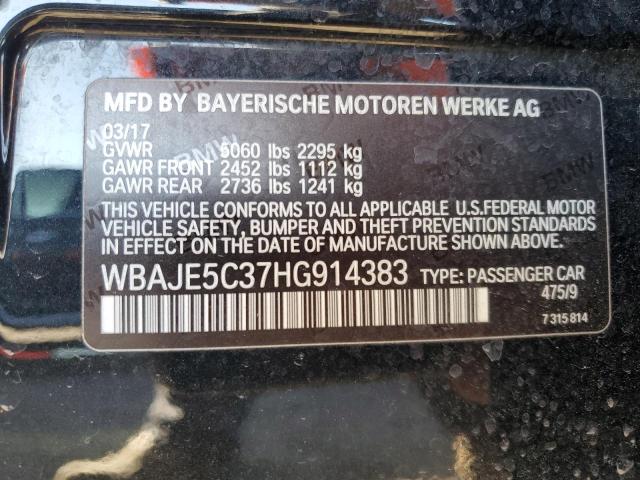 MFD BY BAYERISCHE MOTOREN WERKE AG
03/17
GVWR 5060 lbs 2295 kg
GAWR FRONT 2452 lbs 1112 kg
GAWR REAR 2736 lbs 1241 kg
THIS VEHICLE CONFORMS TO ALL APPLICABLE U.S.FEDERAL MOTOR
VEHICLE SAFETY, BUMPER AND THEFT PREVENTION STANDARDS
IN EFFECT ON THE DATE OF MANUFACTURE SHOWN ABOVE.
WBAJE5C37HG914383 TYPE: PASSENGER CAR
475/9
7 315 814